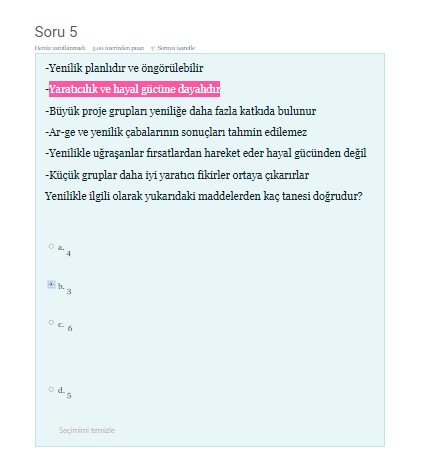 Soru 5
Henüz yanıtlanmadı 5,00 üzerinden puan Soruyu işaretle
-Yenilik planlıdır ve öngörülebilir
-Yaratıcılık ve hayal gücüne dayalıdır
-Büyük proje grupları yeniliğe daha fazla katkıda bulunur
-Ar-ge ve yenilik çabalarının sonuçları tahmin edilemez
-Yenilikle uğraşanlar fırsatlardan hareket eder hayal gücünden değil
-Küçük gruplar daha iyi yaratıcı fikirler ortaya çıkarırlar
Yenilikle ilgili olarak yukarıdaki maddelerden kaç tanesi doğrudur?
a. 4
b. 3
c. 6
d. 5
Seçimimi temizle